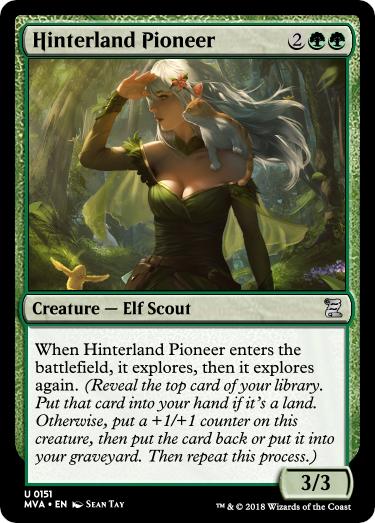 Hinterland Pioneer 2
Creature — Elf Scout
When Hinterland Pioneer enters the
battlefield, it explores, then it explores
again. (Reveal the top card of your library.
Put that card into your hand if it's a land.
Otherwise, put a +1/+1 counter on this
creature, then put the card back or put it into
your graveyard. Then repeat this process.)
3/3
U 0151
MVA • EN SEAN TAY
™ & © 2018 Wizards of the Coast